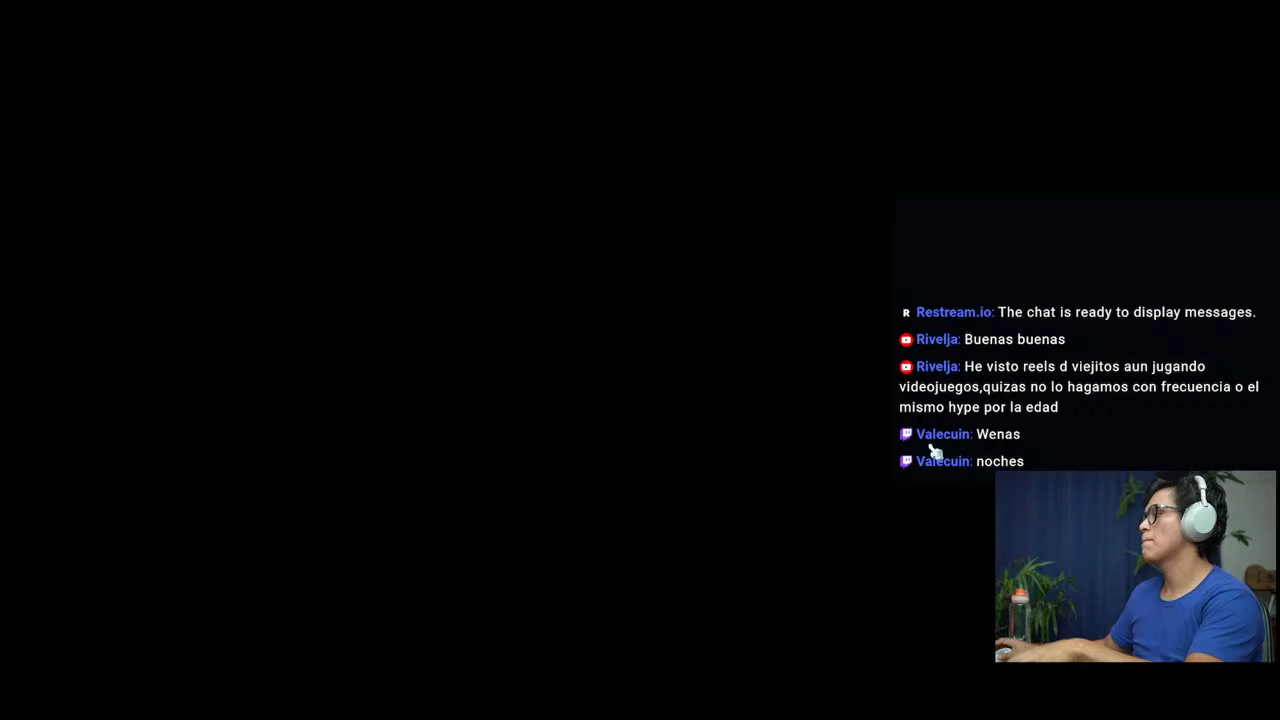 R Restream.io: The chat is ready to display messages.
Rivelja: Buenas buenas
Rivelja: He visto reels d viejitos aun jugando
videojuegos,quizas no lo hagamos con frecuencia o el
mismo hype por la edad
Valecuin: Wenas
Valecuin: noches